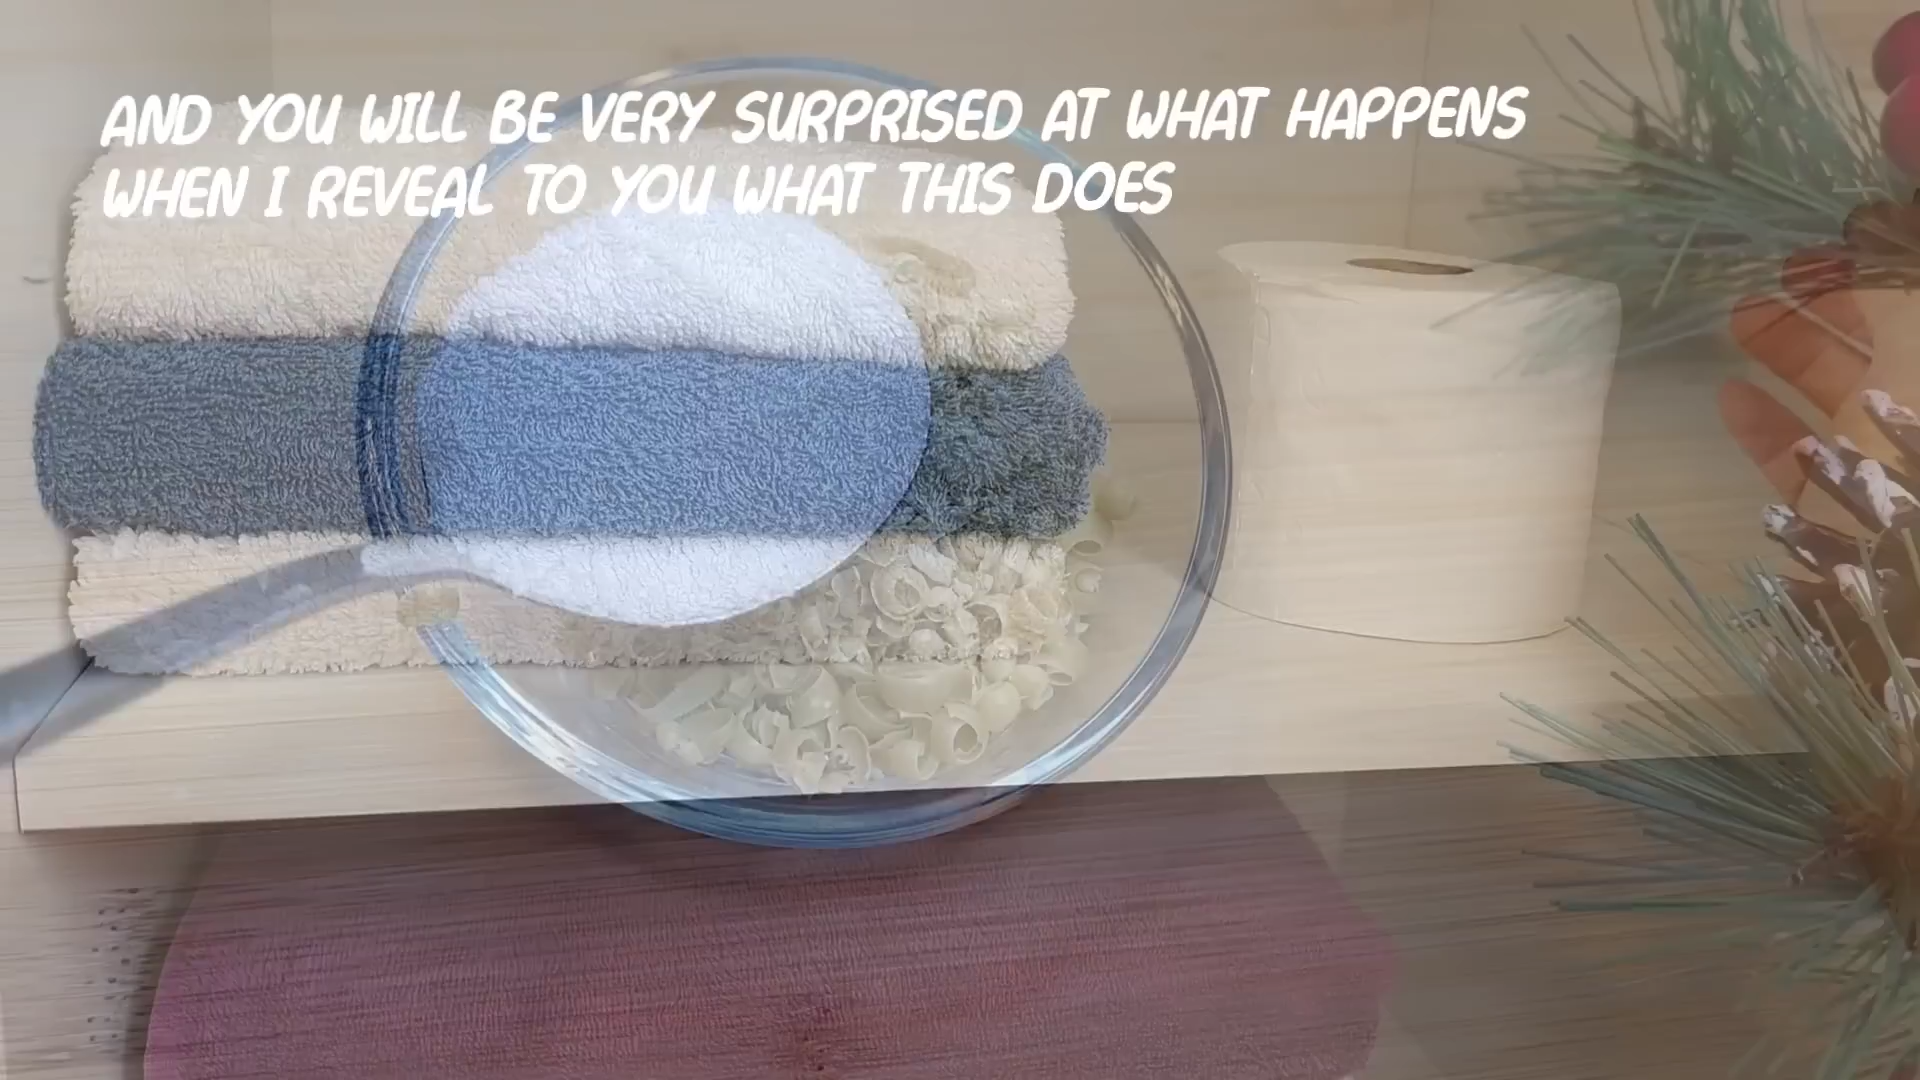 AND YOU WILL BE VERY SURPRISED AT WHAT HAPPENS
WHEN I REVEAL TO YOU WHAT THIS DOES